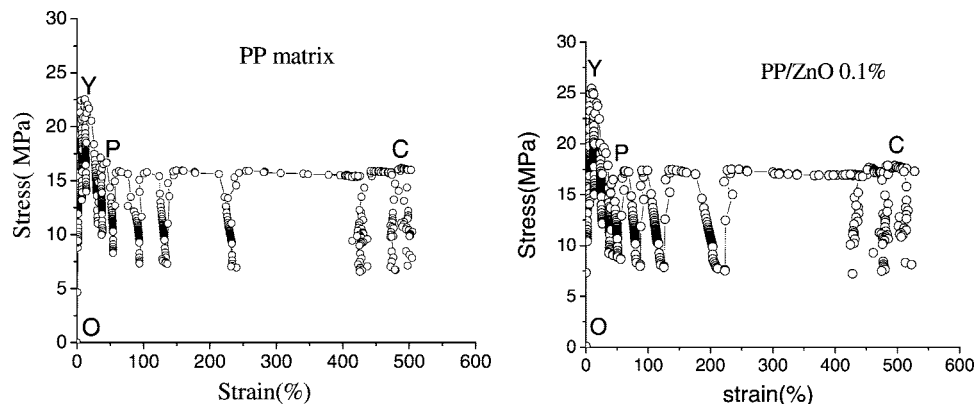 30
25
20
15
10
5
0
Stress( MPa)
PP matrix
Y
P
C
O
0 100 200 300 400 500 600
Strain(%)
30
25
20
15
10
5
0
Stress(MPa)
PP/ZnO 0.1%
Y
P
C
O
0 100 200 300 400 500 600
strain(%)